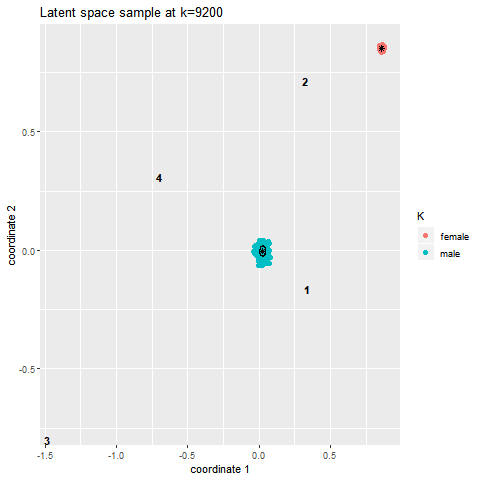 Latent space sample at k=9200
2
0.5
4
K
female
male
coordinate 2
0.0
1
-0.5
3
-1.5 -1.0 -0.5 0.0 0.5
coordinate 1